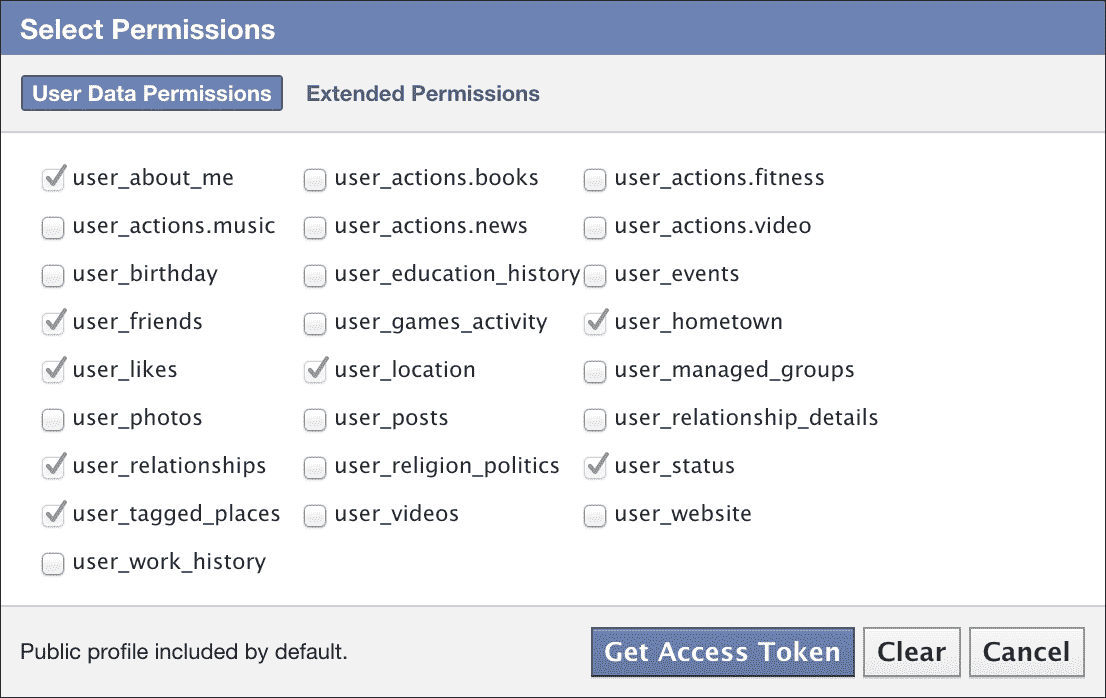 Select Permissions
User Data Permissions Extended Permissions
user_about_me user_actions.books user_actions.fitness
user_actions.music user_actions.news user_actions.video
user_birthday user_education_history user_events
user_friends user_games_activity user_hometown
user_likes user_location user_managed_groups
user_photos user_posts user_relationship_details
user_relationships user_religion_politics user_status
user_tagged_places user_videos user_website
user_work_history
Public profile included by default. Get Access Token Clear Cancel